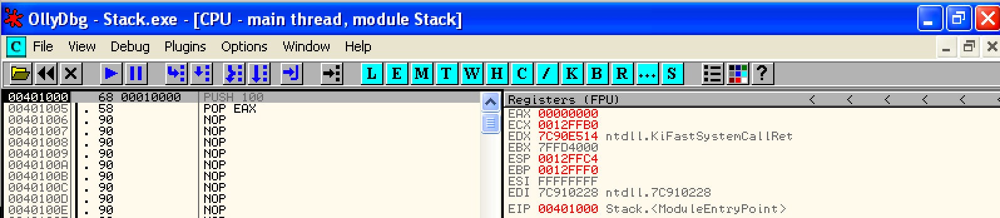 OllyDbg - Stack.exe - [CPU - main thread, module Stack]
C File View Debug Plugins Options Window Help
L E M T W H C / K B R ... S ?
00401000 68 00010000 PUSH 100
00401005 . 58 POP EAX
00401006 . 90 NOP
00401007 . 90 NOP
00401008 . 90 NOP
00401009 . 90 NOP
0040100A . 90 NOP
0040100B . 90 NOP
0040100C . 90 NOP
0040100D . 90 NOP
0040100E . 90 NOP
Registers (FPU) < < < < <
EAX 00000000
ECX 0012FFB0
EDX 7C90E514 ntdll.KiFastSystemCallRet
EBX 7FFD4000
ESP 0012FFC4
EBP 0012FFF0
ESI FFFFFFFF
EDI 7C910228 ntdll.7C910228
EIP 00401000 Stack.<ModuleEntryPoint>